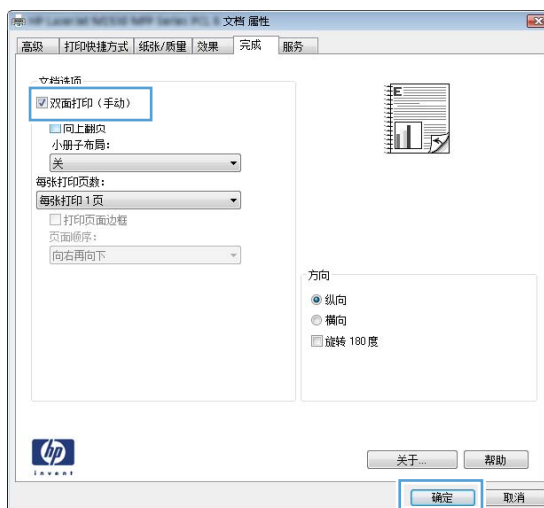 文档 属性
高级 打印快捷方式 纸张/质量 效果 完成 服务
文档选项
双面打印（手动）
向上翻页
小册子布局：
关
每张打印页数：
每张打印 1 页
打印页面边框
页面顺序：
向右再向下
E
方向
纵向
横向
旋转 180 度
hp
invent
关于... 帮助
确定 取消